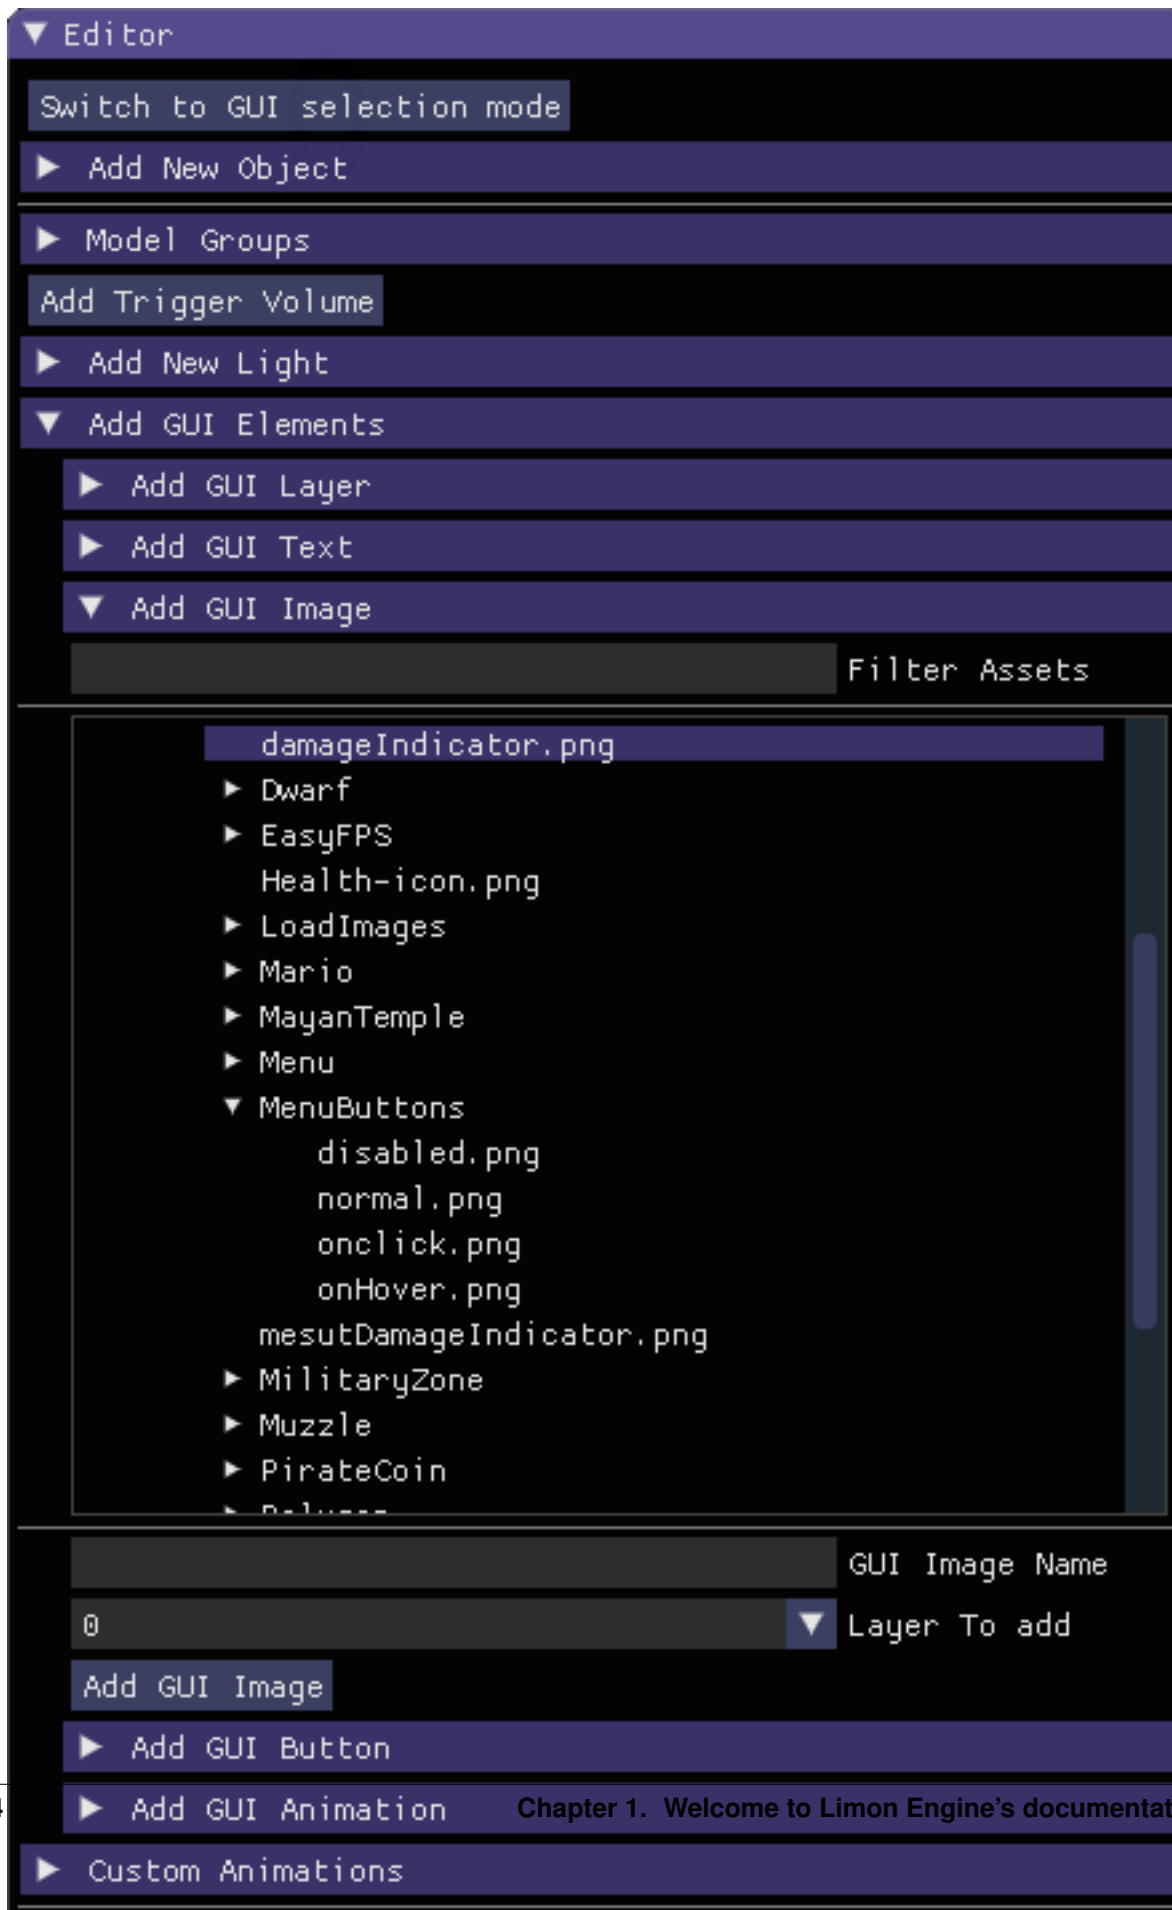 Editor
Switch to GUI selection mode
Add New Object
Model Groups
Add Trigger Volume
Add New Light
Add GUI Elements
Add GUI Layer
Add GUI Text
Add GUI Image
Filter Assets
damageIndicator.png
Dwarf
EasyFPS
Health-icon.png
LoadImages
Mario
MayanTemple
Menu
MenuButtons
disabled.png
normal.png
onclick.png
onHover.png
mesutDamageIndicator.png
MilitaryZone
Muzzle
PirateCoin
GUI Image Name
0 Layer To add
Add GUI Image
Add GUI Button
Add GUI Animation
Chapter 1. Welcome to Limon Engine's documentat
Custom Animations